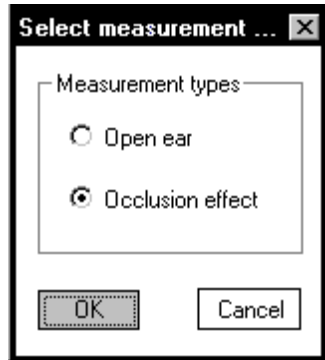 Select measurement ...
Measurement types
Open ear
Occlusion effect
OK Cancel